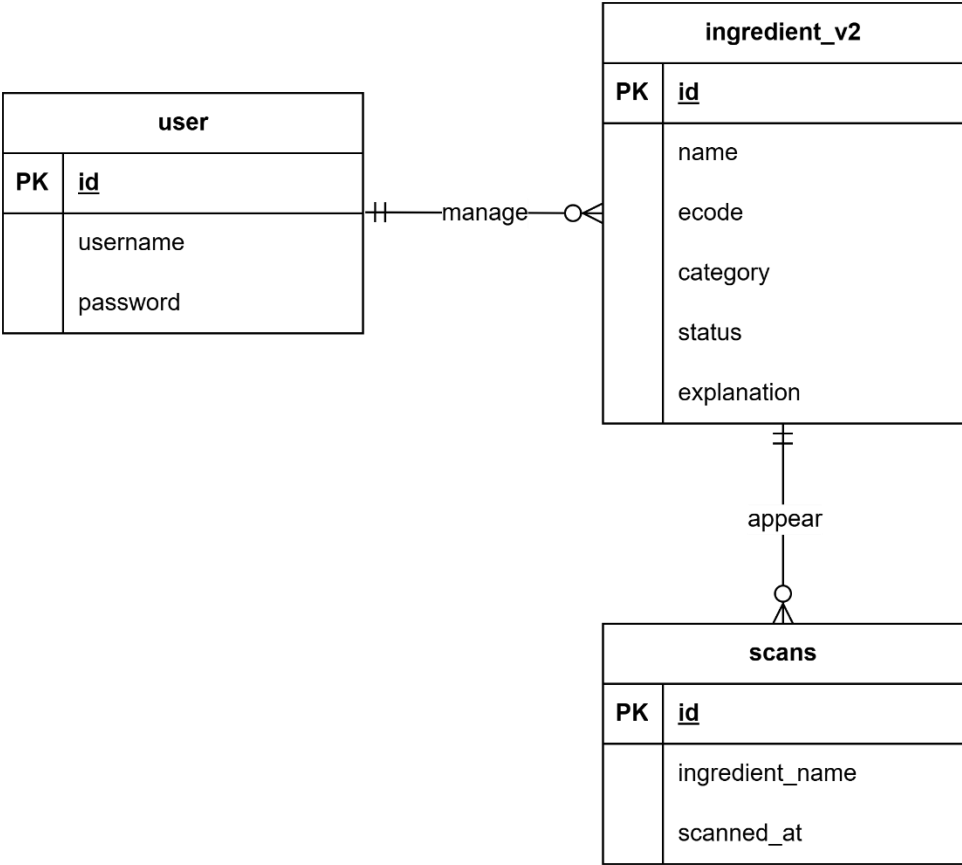 user
PK id
username
password
manage
ingredient_v2
PK id
name
ecode
category
status
explanation
appear
scans
PK id
ingredient_name
scanned_at